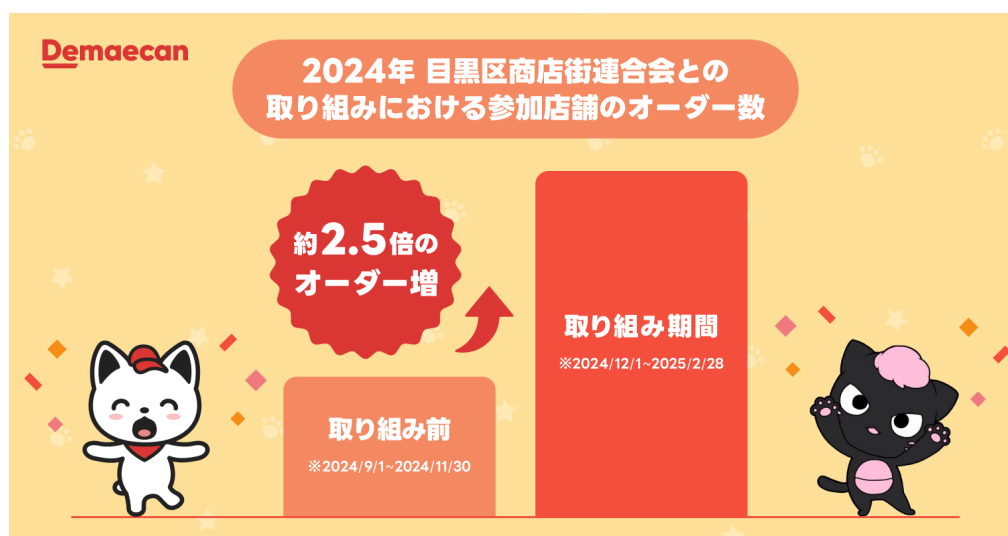 Demaecan
2024年 目黒区商店街連合会との
取り組みにおける参加店舗のオーダー数
約2.5倍の
オーダー増
取り組み期間
※2024/12/1~2025/2/28
取り組み前
※2024/9/1~2024/11/30